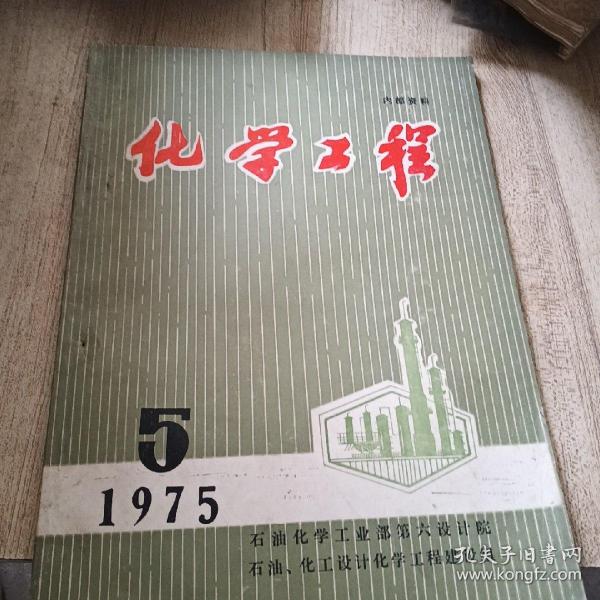 内部资料
化学工程
5
1975
石油化学工业部第六设计院
石油、化工设计化学工程建设
孔夫子旧书网
kongfz.com